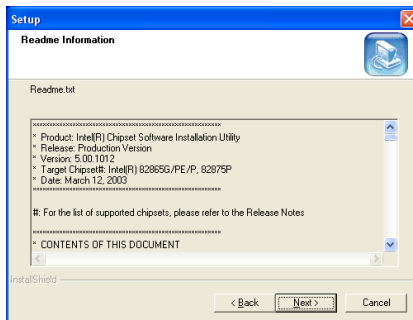 Setup
Readme Information
Readme.txt
************************************************************
* Product: Intel(R) Chipset Software Installation Utility
* Release: Production Version
* Version: 5.00.1012
* Target Chipset#: Intel(R) 82865G/PE/P, 82875P
* Date: March 12, 2003
************************************************************
#: For the list of supported chipsets, please refer to the Release Notes
************************************************************
* CONTENTS OF THIS DOCUMENT
InstallShield
< Back
Next >
Cancel